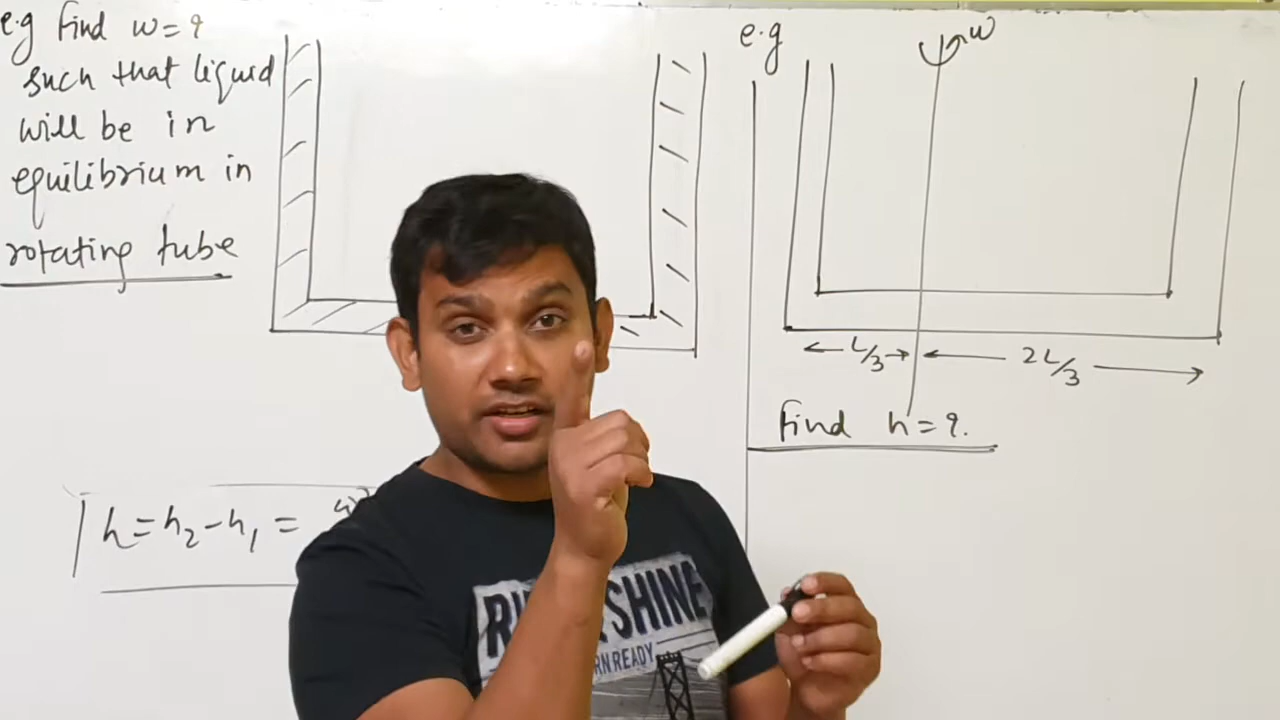 e.g find w = ?
such that liquid
will be in
equilibrium in
rotating tube
h = h₂ - h₁ =
e.g
w
L/3
2L/3
find h = ?.
SHINE
RN READY